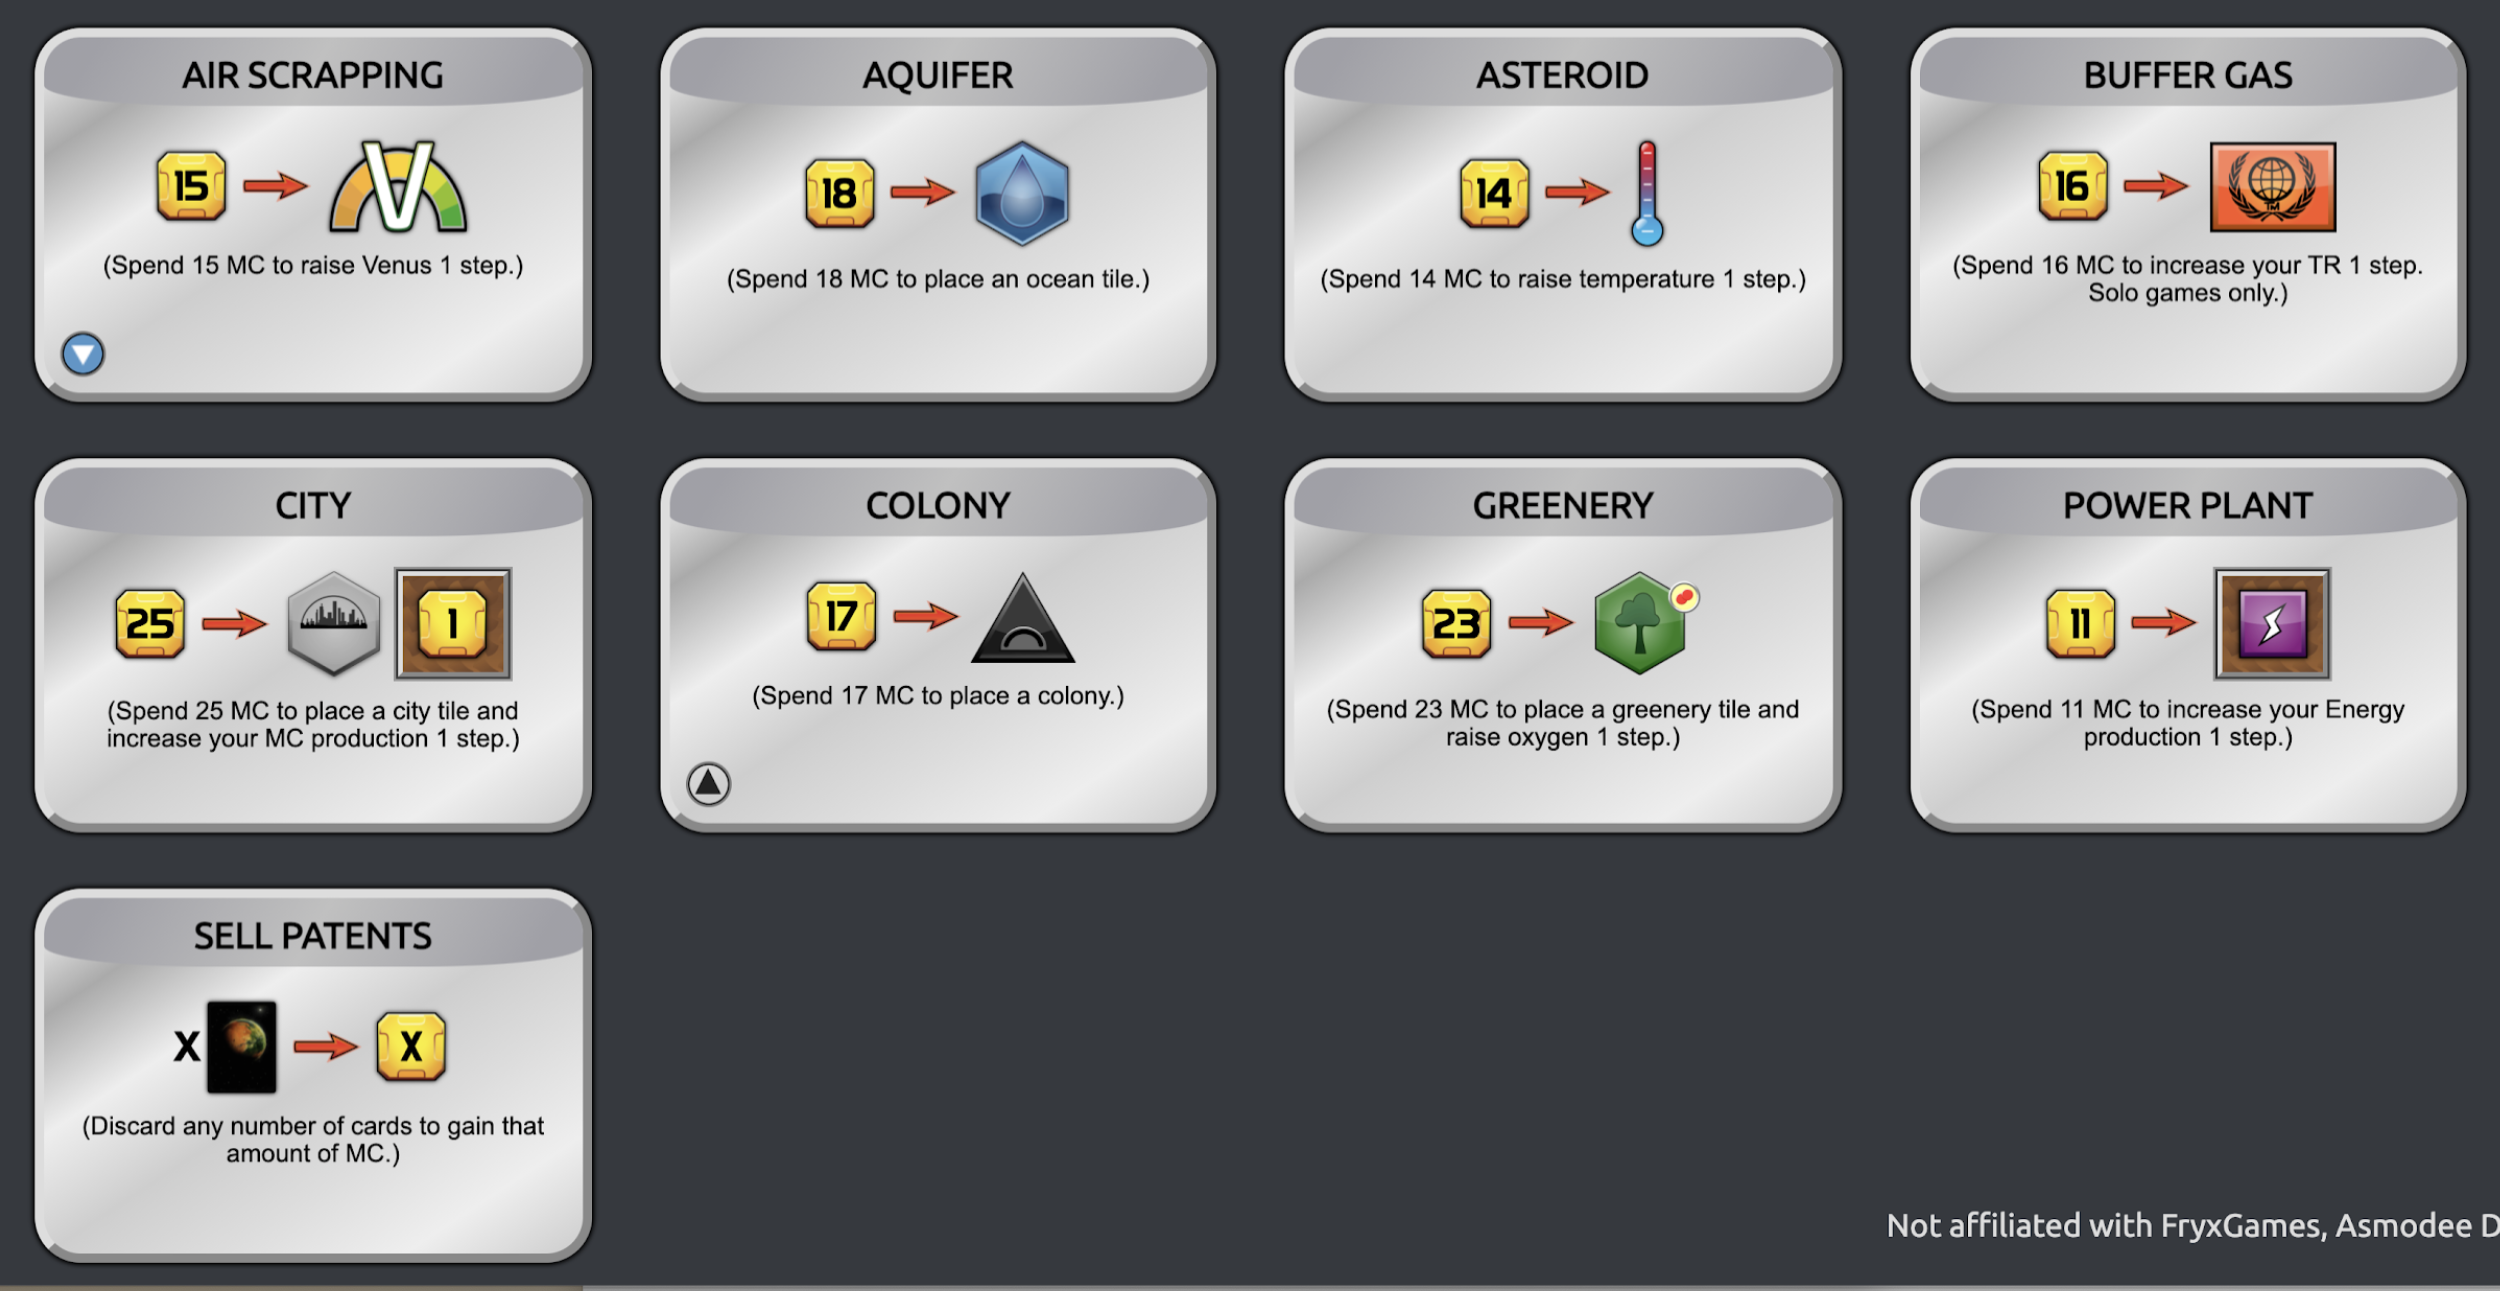 AIR SCRAPPING
15
V
(Spend 15 MC to raise Venus 1 step.)
AQUIFER
18
(Spend 18 MC to place an ocean tile.)
ASTEROID
14
(Spend 14 MC to raise temperature 1 step.)
BUFFER GAS
16
TM
(Spend 16 MC to increase your TR 1 step.
Solo games only.)
CITY
25
1
(Spend 25 MC to place a city tile and
increase your MC production 1 step.)
COLONY
17
(Spend 17 MC to place a colony.)
GREENERY
23
(Spend 23 MC to place a greenery tile and
raise oxygen 1 step.)
POWER PLANT
11
(Spend 11 MC to increase your Energy
production 1 step.)
SELL PATENTS
X
X
(Discard any number of cards to gain that
amount of MC.)
Not affiliated with FryxGames, Asmodee D